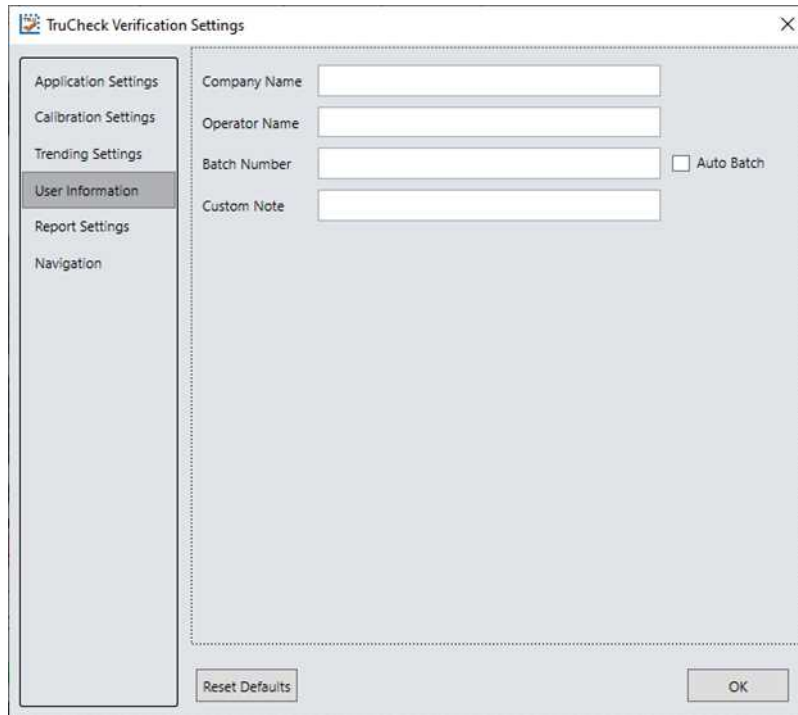 TruCheck Verification Settings
Application Settings
Calibration Settings
Trending Settings
User Information
Report Settings
Navigation
Company Name
Operator Name
Batch Number
Auto Batch
Custom Note
Reset Defaults
OK